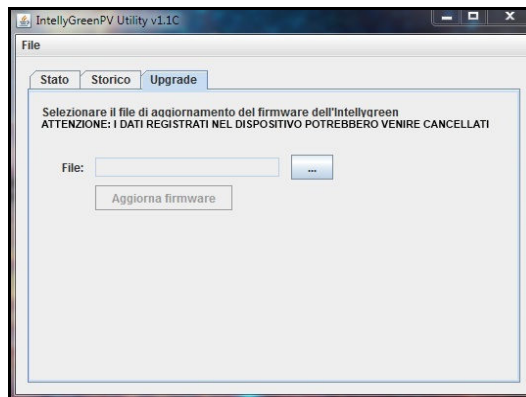 IntellyGreenPV Utility v1.1C
File
Stato Storico Upgrade
Selezionare il file di aggiornamento del firmware dell'Intellygreen
ATTENZIONE: I DATI REGISTRATI NEL DISPOSITIVO POTREBBERO VENIRE CANCELLATI
File: ...
Aggiorna firmware